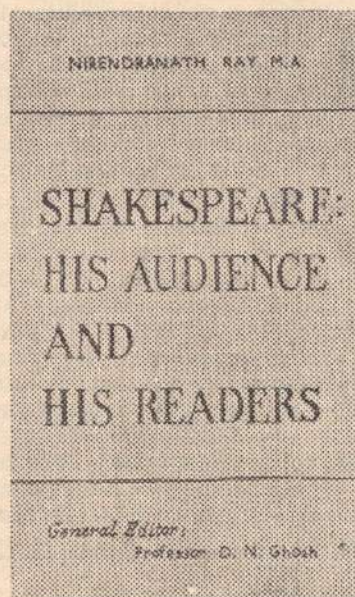 NIRENDRANATH RAY M.A.
SHAKESPEARE:
HIS AUDIENCE
AND
HIS READERS
General Editor:
Professor D. N. Ghosh